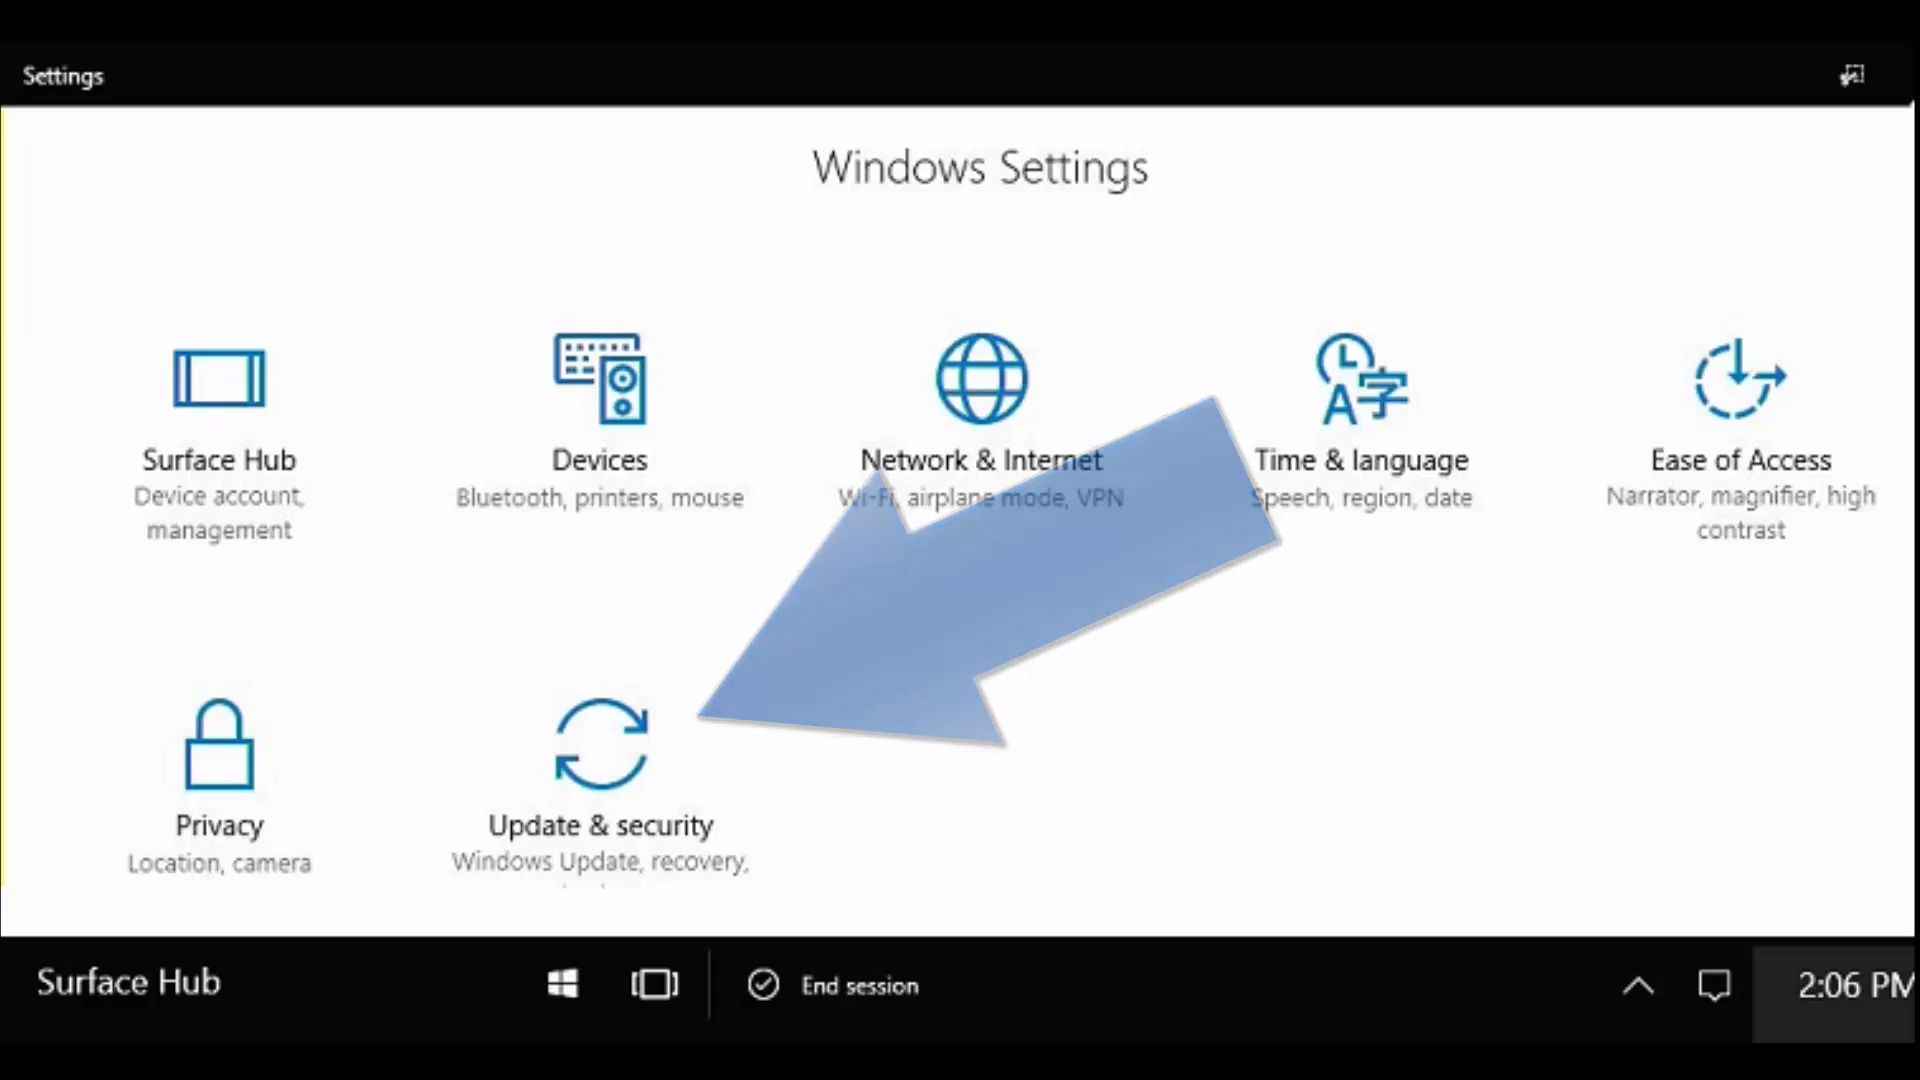 Settings
Windows Settings
Surface Hub
Device account,
management
Devices
Bluetooth, printers, mouse
Network & Internet
Wi-Fi, airplane mode, VPN
Time & language
Speech, region, date
Ease of Access
Narrator, magnifier, high
contrast
Privacy
Location, camera
Update & security
Windows Update, recovery,
Surface Hub
End session
2:06 PM